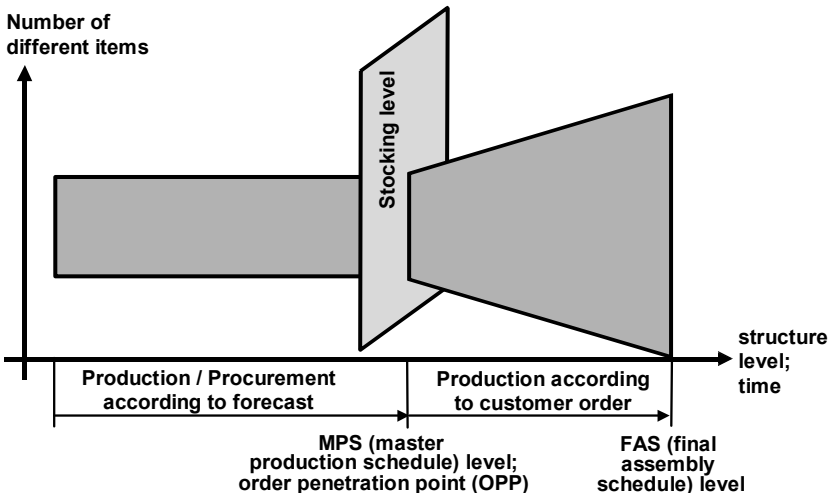 Number of
different items
Stocking level
structure
level;
time
Production / Procurement
according to forecast
Production according
to customer order
MPS (master
production schedule) level;
order penetration point (OPP)
FAS (final
assembly
schedule) level